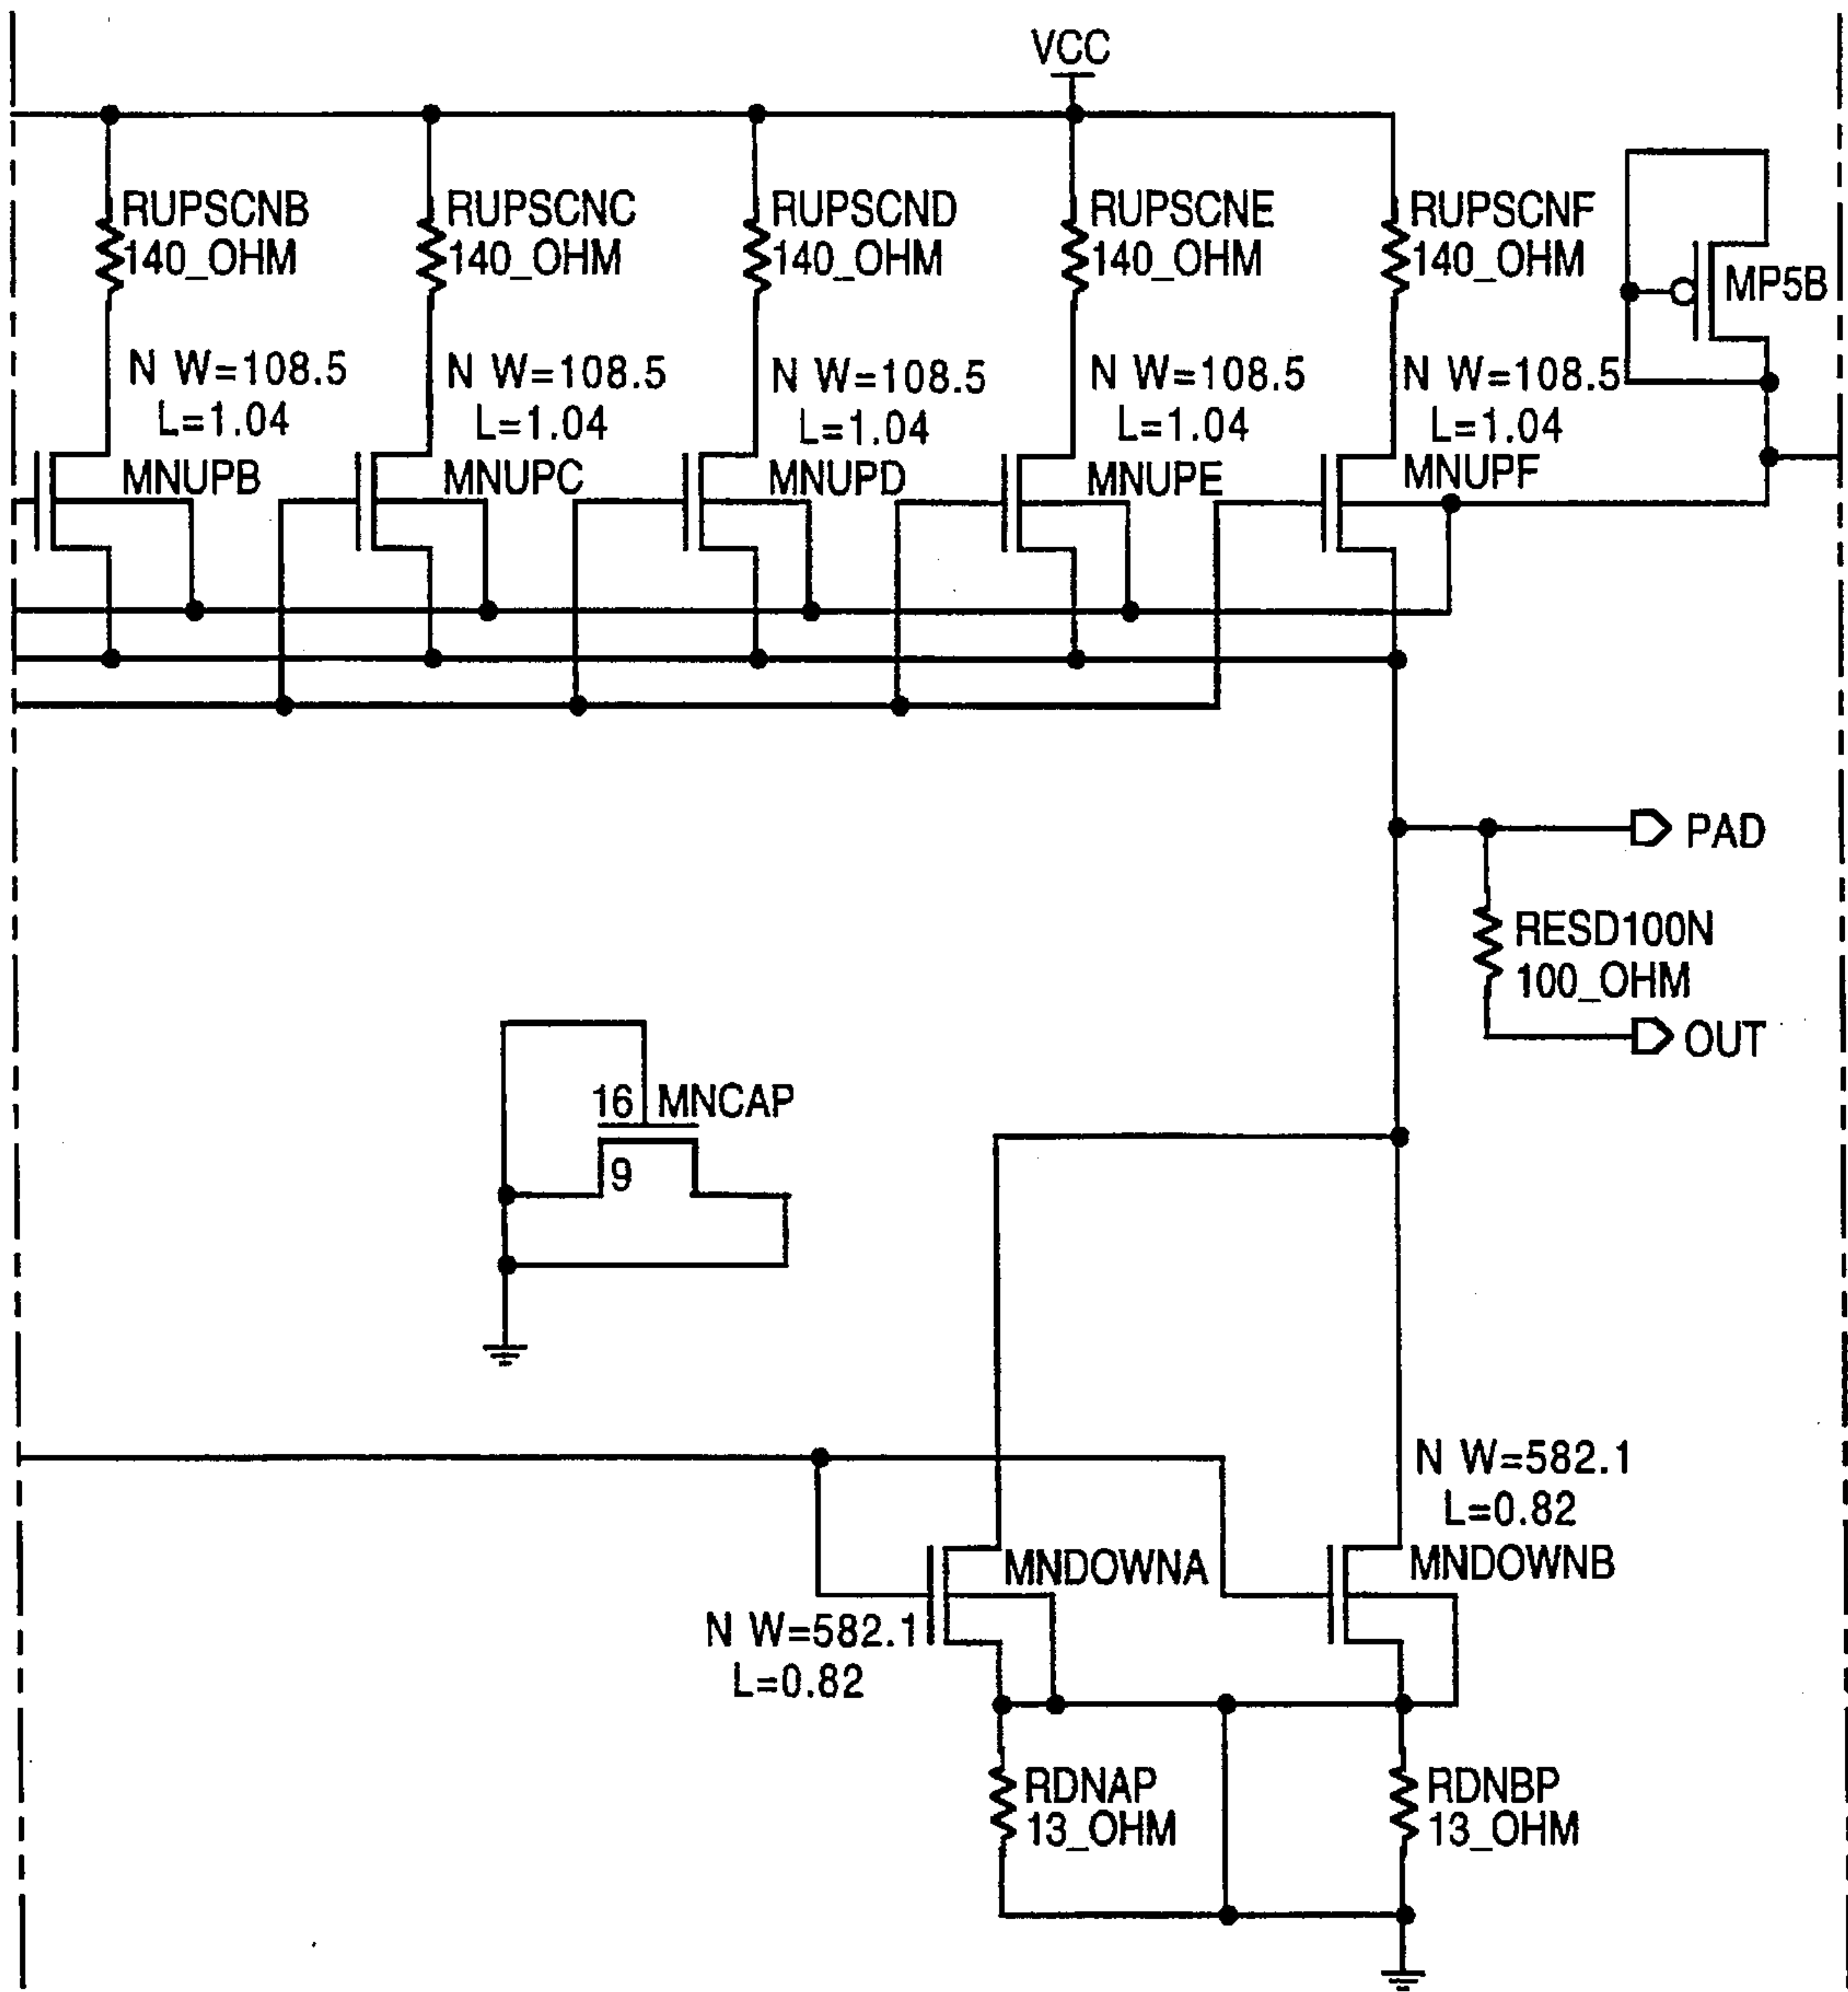 VCC
RUPSCNB
140_OHM
RUPSCNC
140_OHM
RUPSCND
140_OHM
RUPSCNE
140_OHM
RUPSCNF
140_OHM
MP5B
N W=108.5
L=1.04
MNUPB
N W=108.5
L=1.04
MNUPC
N W=108.5
L=1.04
MNUPD
N W=108.5
L=1.04
MNUPE
N W=108.5
L=1.04
MNUPF
PAD
RESD100N
100_OHM
OUT
16 MNCAP
9
N W=582.1
L=0.82
MNDOWNA
MNDOWNB
N W=582.1
L=0.82
RDNAP
13_OHM
RDNBP
13_OHM